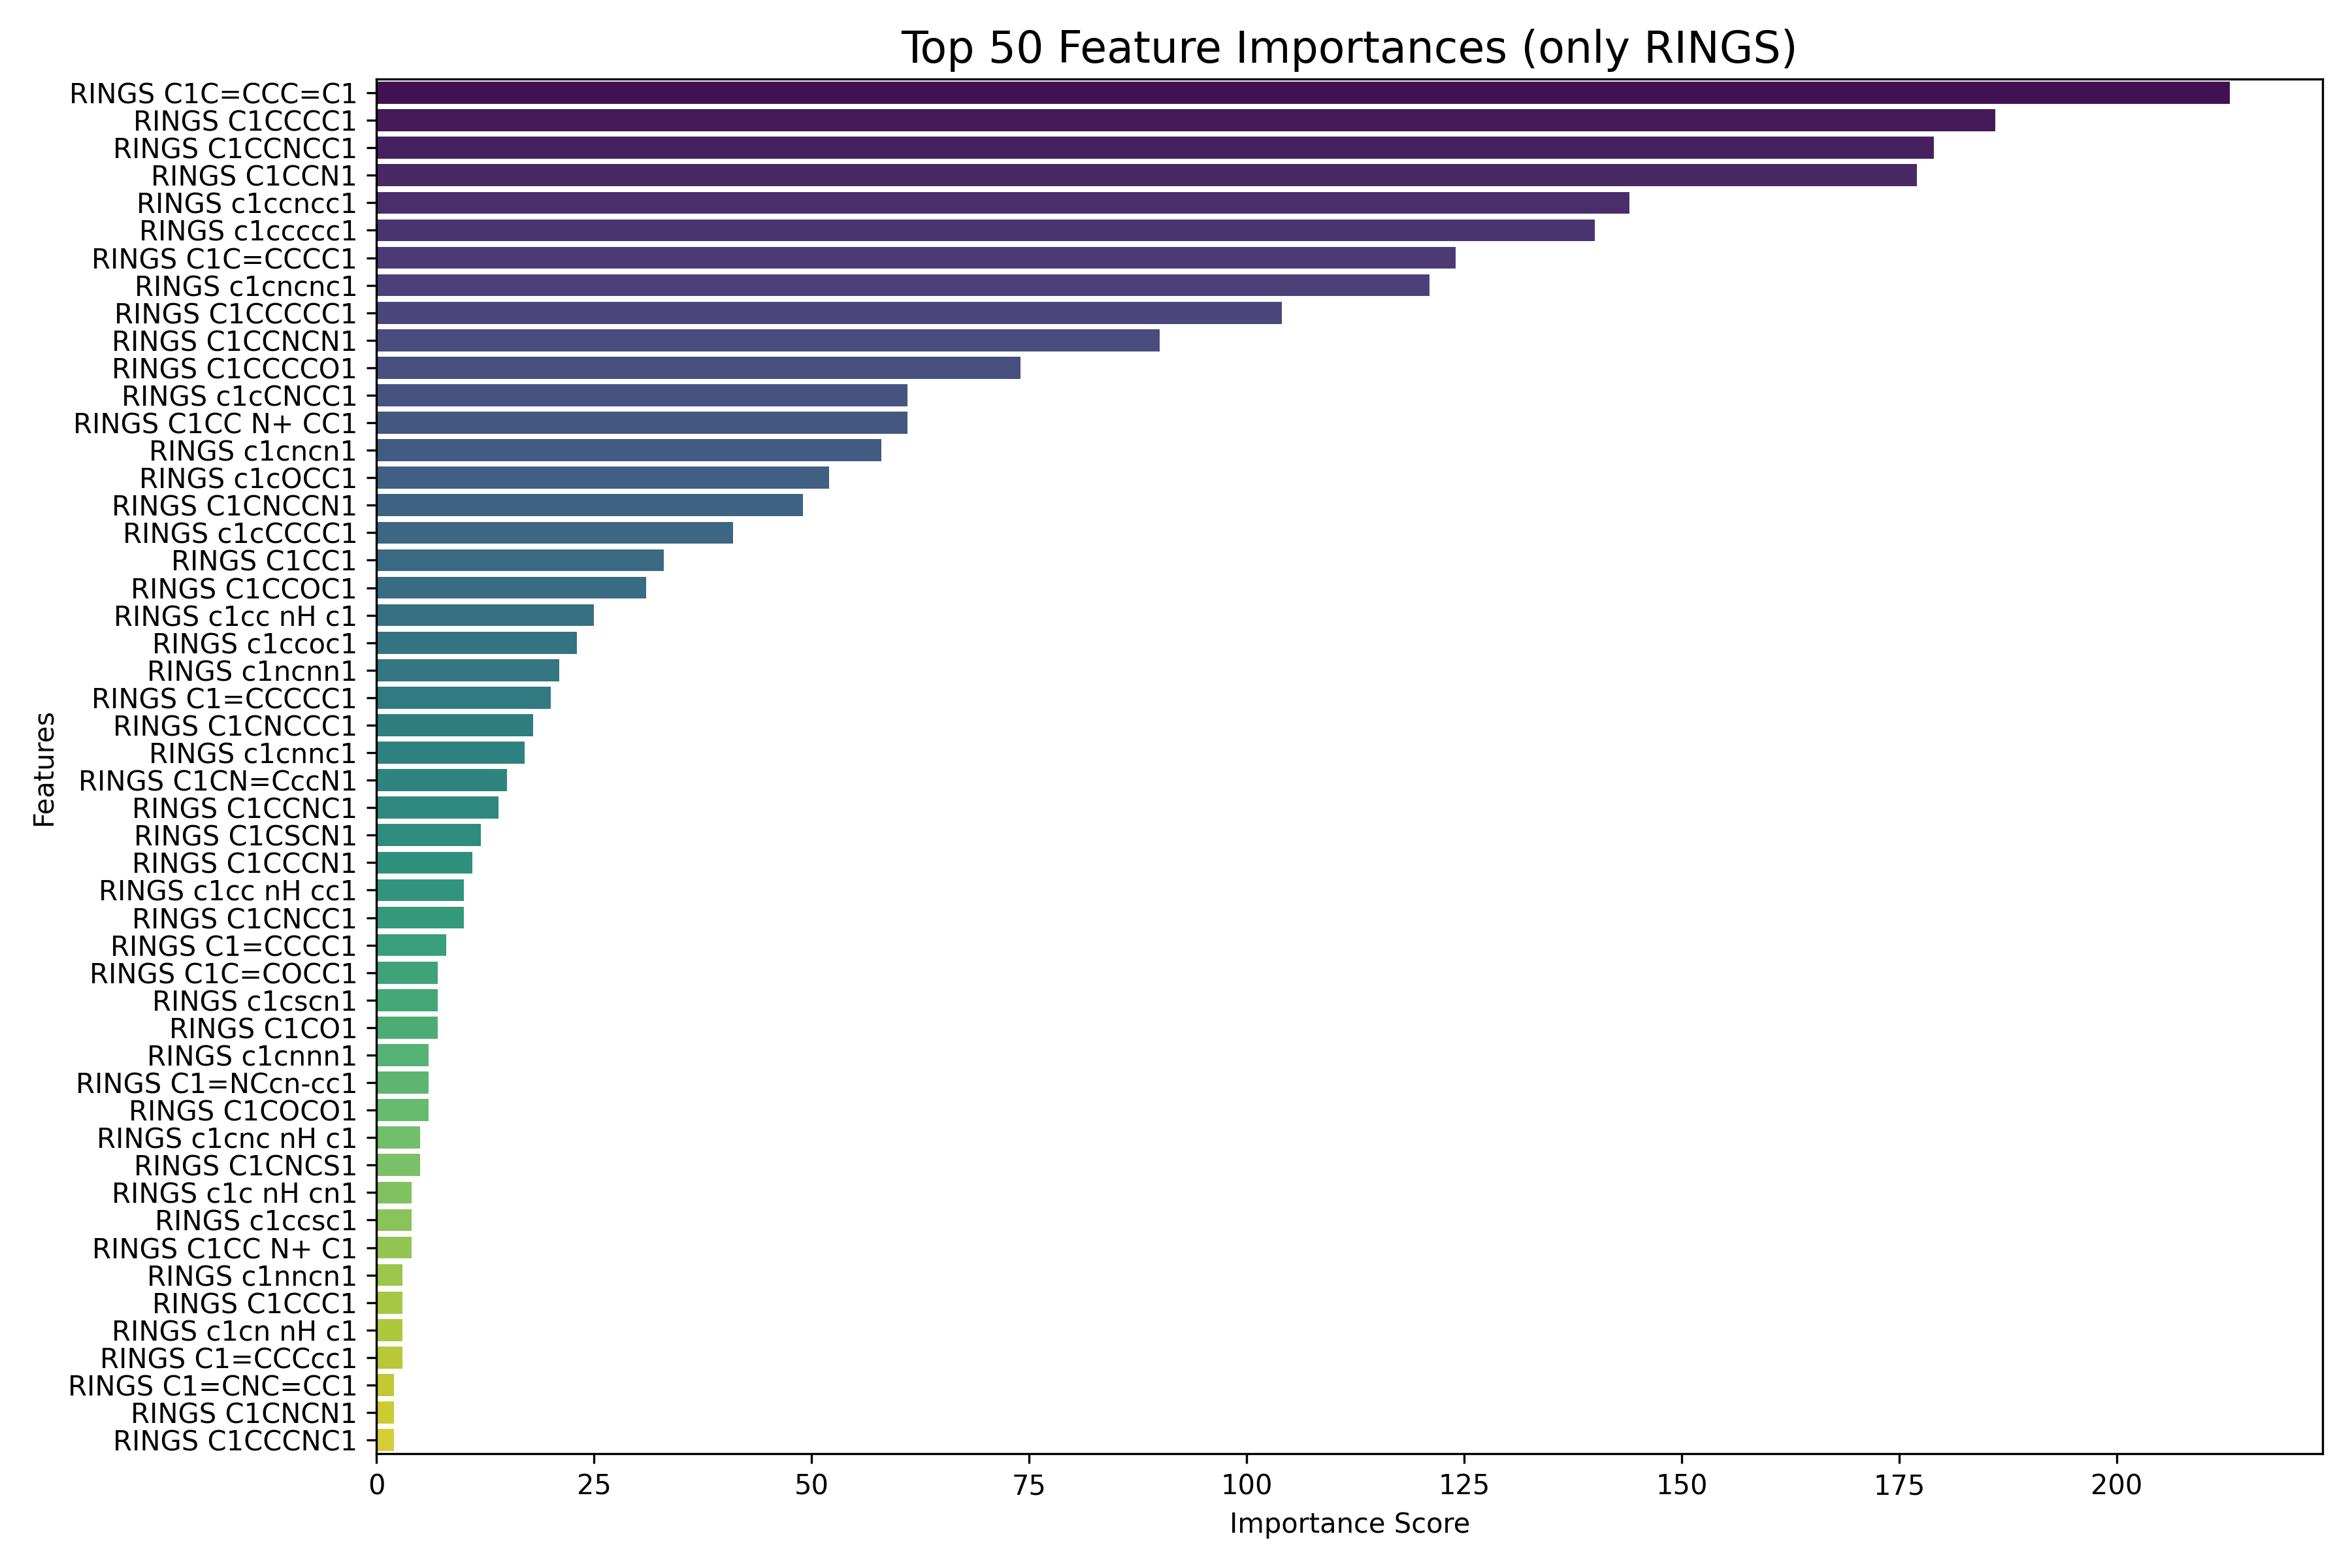 Top 50 Feature Importances (only RINGS)
RINGS C1C=CCC=C1
RINGS C1CCCC1
RINGS C1CCNCC1
RINGS C1CCN1
RINGS c1ccncc1
RINGS c1ccccc1
RINGS C1C=CCCC1
RINGS c1cncnc1
RINGS C1CCCCC1
RINGS C1CCNCN1
RINGS C1CCCCO1
RINGS c1cCNCC1
RINGS C1CC N+ CC1
RINGS c1cncn1
RINGS c1cOCC1
RINGS C1CNCCN1
RINGS c1cCCCC1
RINGS C1CC1
RINGS C1CCOC1
RINGS c1cc nH c1
RINGS c1ccoc1
RINGS c1ncnn1
RINGS C1=CCCCC1
RINGS C1CNCCC1
RINGS c1cnnc1
RINGS C1CN=CccN1
RINGS C1CCNC1
RINGS C1CSCN1
RINGS C1CCCN1
RINGS c1cc nH cc1
RINGS C1CNCC1
RINGS C1=CCCC1
RINGS C1C=COCC1
RINGS c1cscn1
RINGS C1CO1
RINGS c1cnnn1
RINGS C1=NCcn-cc1
RINGS C1COCO1
RINGS c1cnc nH c1
RINGS C1CNCS1
RINGS c1c nH cn1
RINGS c1ccsc1
RINGS C1CC N+ C1
RINGS c1nncn1
RINGS C1CCC1
RINGS c1cn nH c1
RINGS C1=CCCcc1
RINGS C1=CNC=CC1
RINGS C1CNCN1
RINGS C1CCCNC1
Features
0 25 50 75 100 125 150 175 200
Importance Score